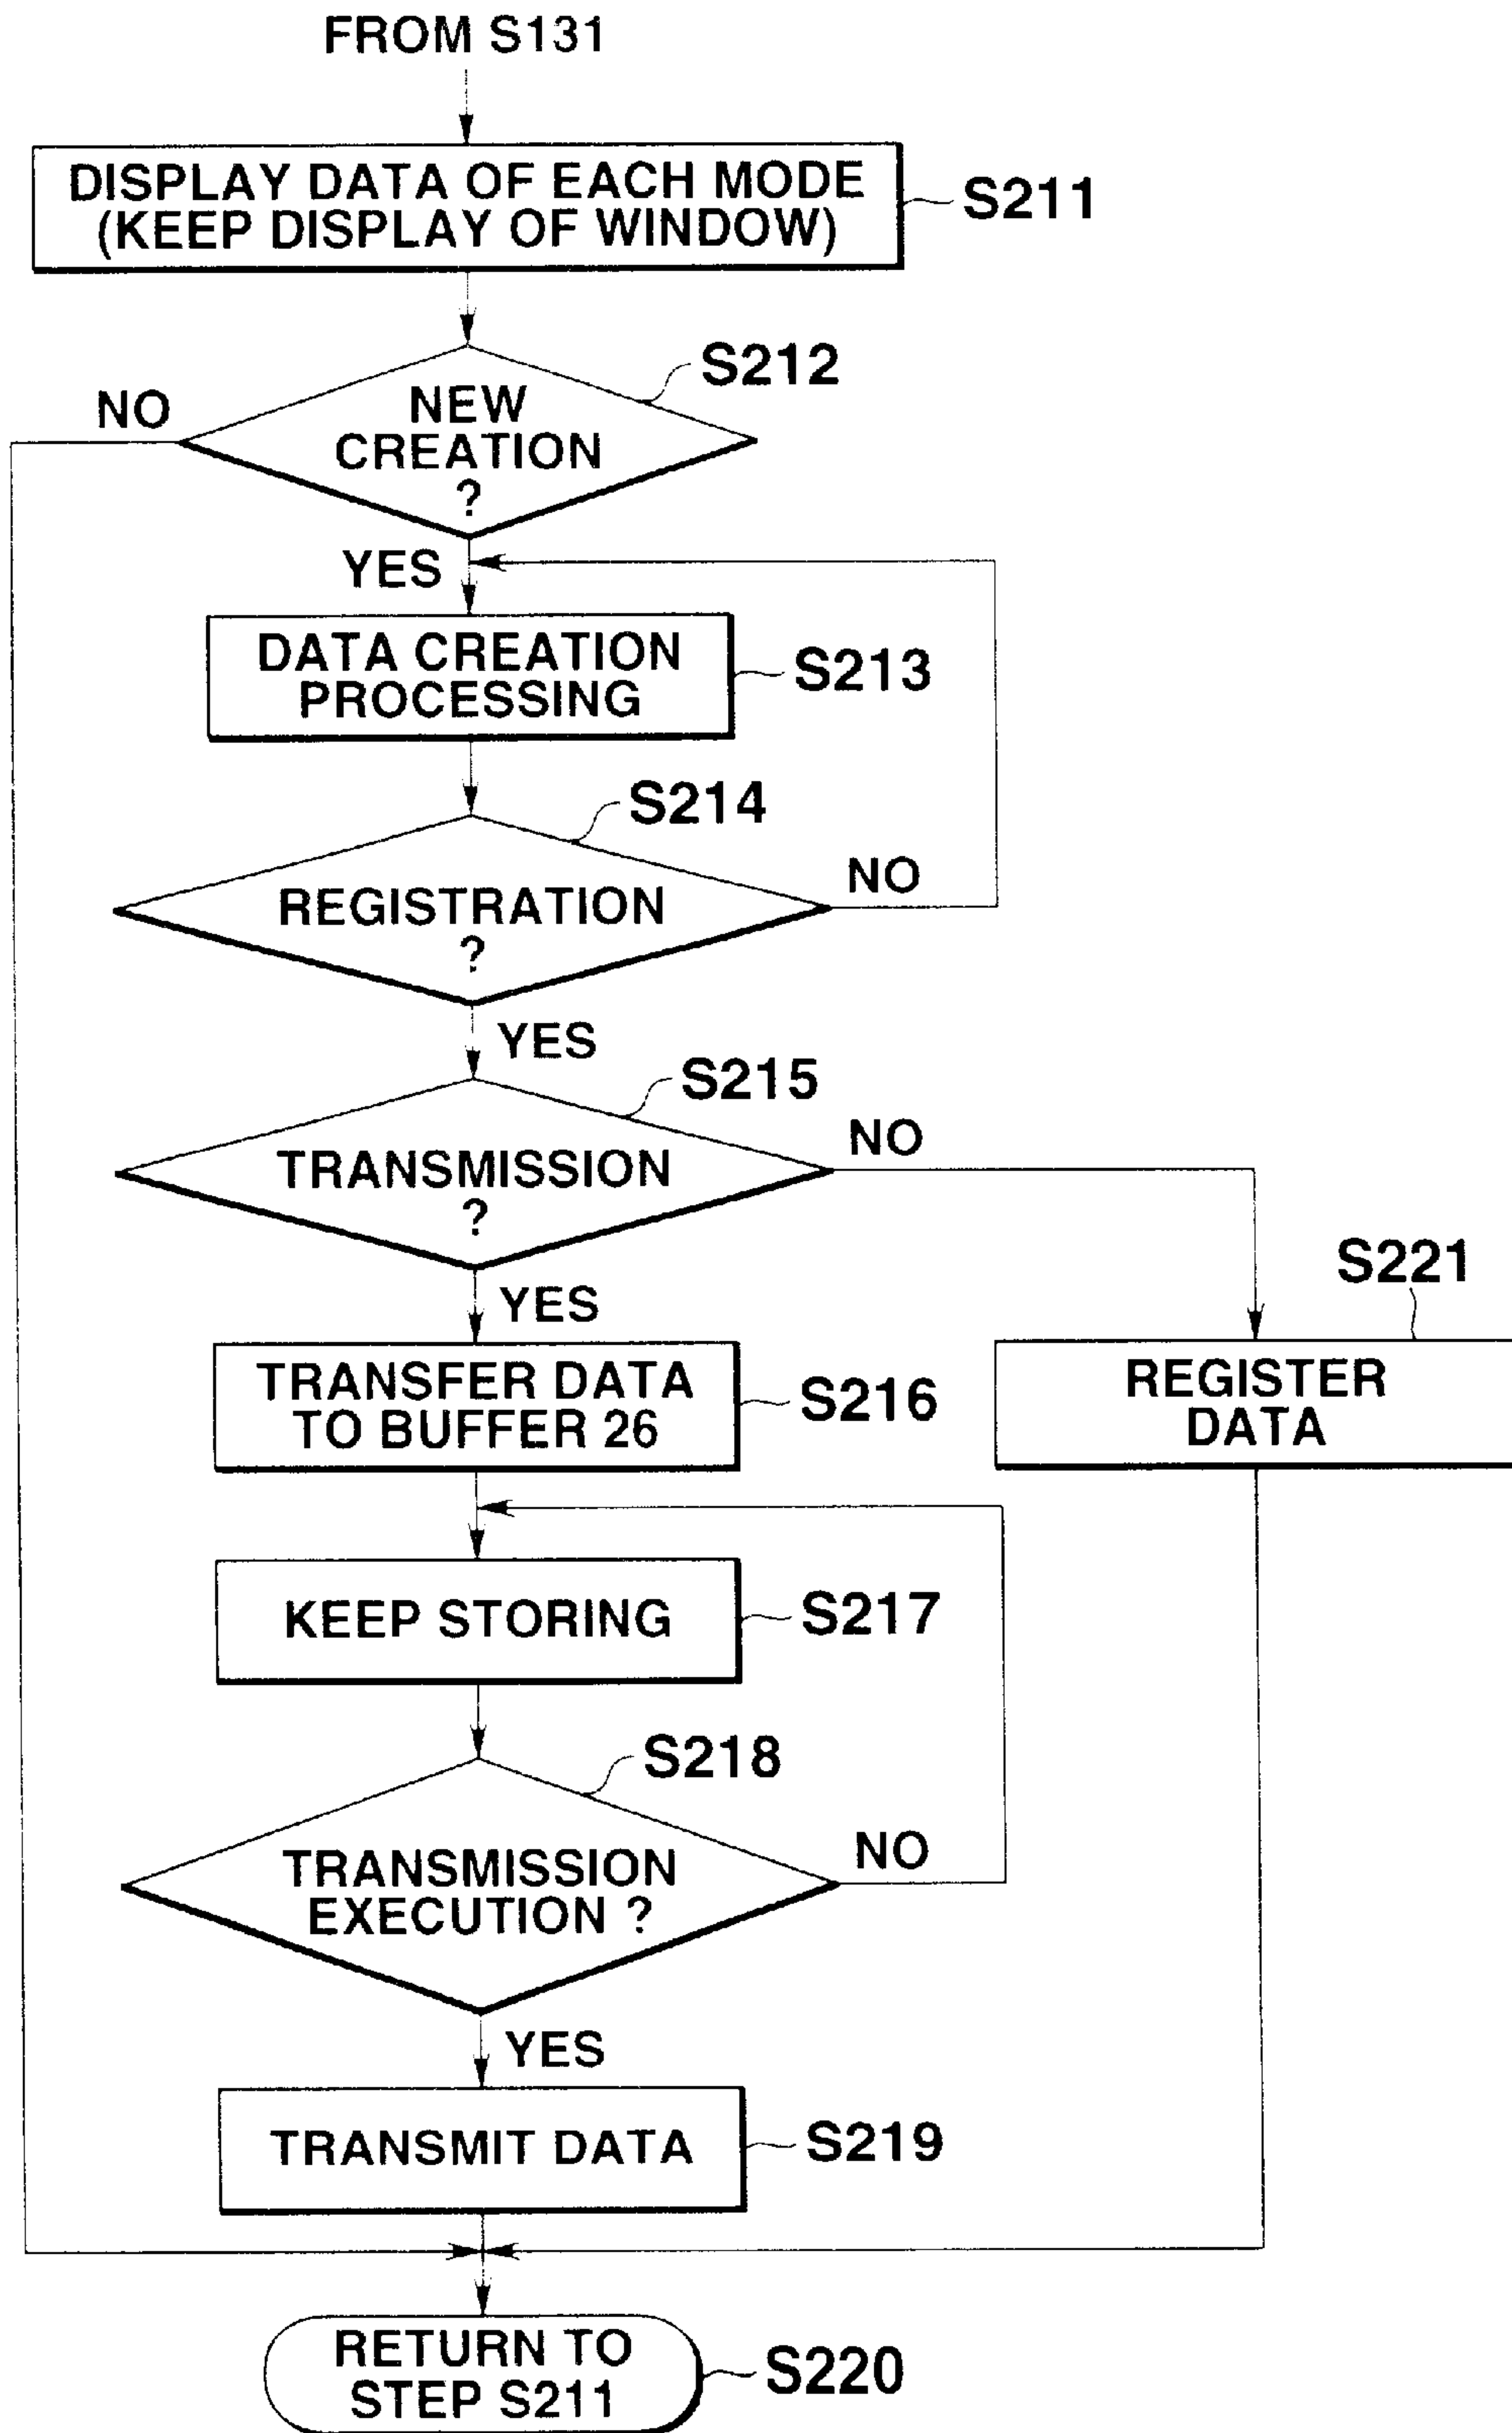 FROM S131
DISPLAY DATA OF EACH MODE
(KEEP DISPLAY OF WINDOW)
S211
S212
NO
NEW
CREATION
?
YES
DATA CREATION
PROCESSING
S213
S214
NO
REGISTRATION
?
YES
S215
NO
TRANSMISSION
?
YES
S221
TRANSFER DATA
TO BUFFER 26
S216
REGISTER
DATA
KEEP STORING
S217
S218
NO
TRANSMISSION
EXECUTION ?
YES
TRANSMIT DATA
S219
RETURN TO
STEP S211
S220